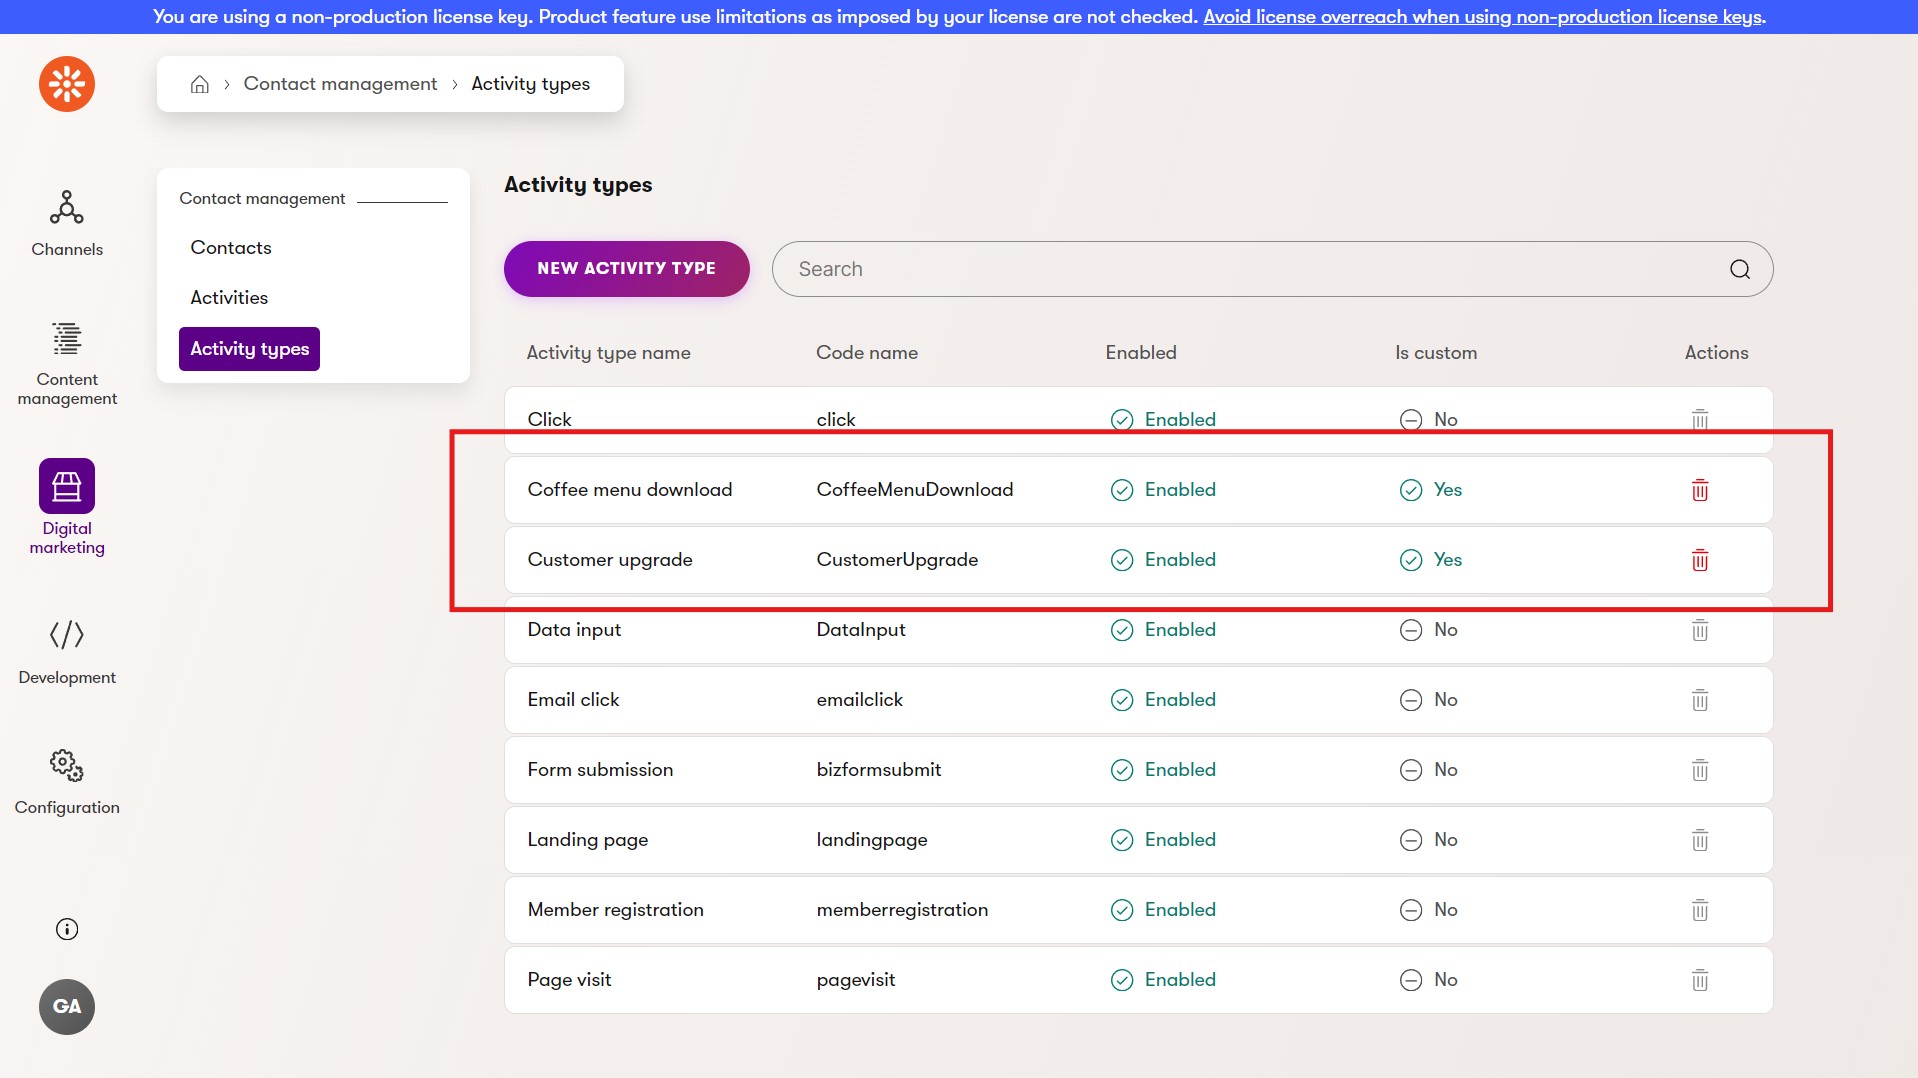 You are using a non-production license key. Product feature use limitations as imposed by your license are not checked. Avoid license overreach when using non-production license keys.
Contact management > Activity types
Channels
Content
management
Digital
marketing
Development
Configuration
GA
Contact management
Contacts
Activities
Activity types
Activity types
NEW ACTIVITY TYPE Search
Activity type name Code name Enabled Is custom Actions
Click click Enabled No
Coffee menu download CoffeeMenuDownload Enabled Yes
Customer upgrade CustomerUpgrade Enabled Yes
Data input DataInput Enabled No
Email click emailclick Enabled No
Form submission bizformsubmit Enabled No
Landing page landingpage Enabled No
Member registration memberregistration Enabled No
Page visit pagevisit Enabled No